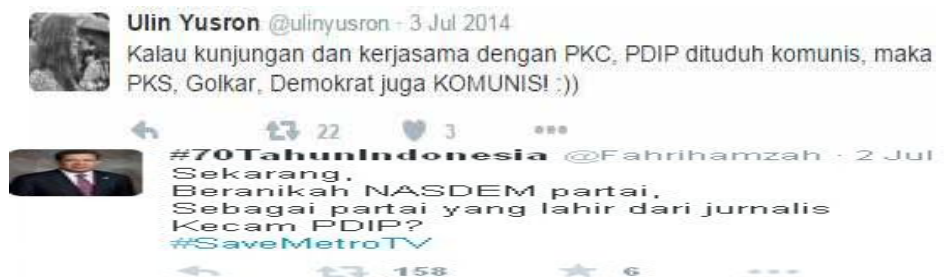 Ulin Yusron @ulinyusron · 3 Jul 2014
Kalau kunjungan dan kerjasama dengan PKC, PDIP dituduh komunis, maka
PKS, Golkar, Demokrat juga KOMUNIS! :))
22 3
#70TahunIndonesia @Fahrihamzah · 2 Jul
Sekarang,
Beranikah NASDEM partai,
Sebagai partai yang lahir dari jurnalis
Kecam PDIP?
#SaveMetroTV
158 6